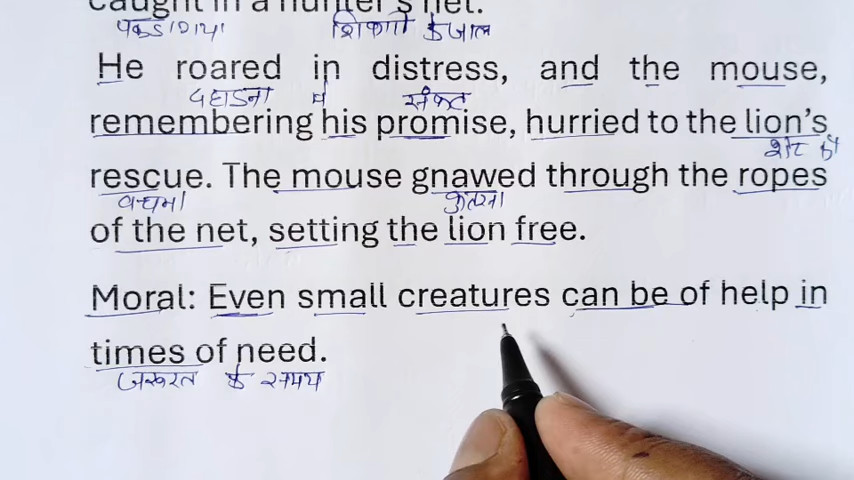 caught in a hunter's net.
पकड़ा गया शिकारी के जाल
He roared in distress, and the mouse,
दहाडना में संकट
remembering his promise, hurried to the lion's
शेर की
rescue. The mouse gnawed through the ropes
बचाना कुतरना
of the net, setting the lion free.
Moral: Even small creatures can be of help in
times of need.
जरूरत के समय